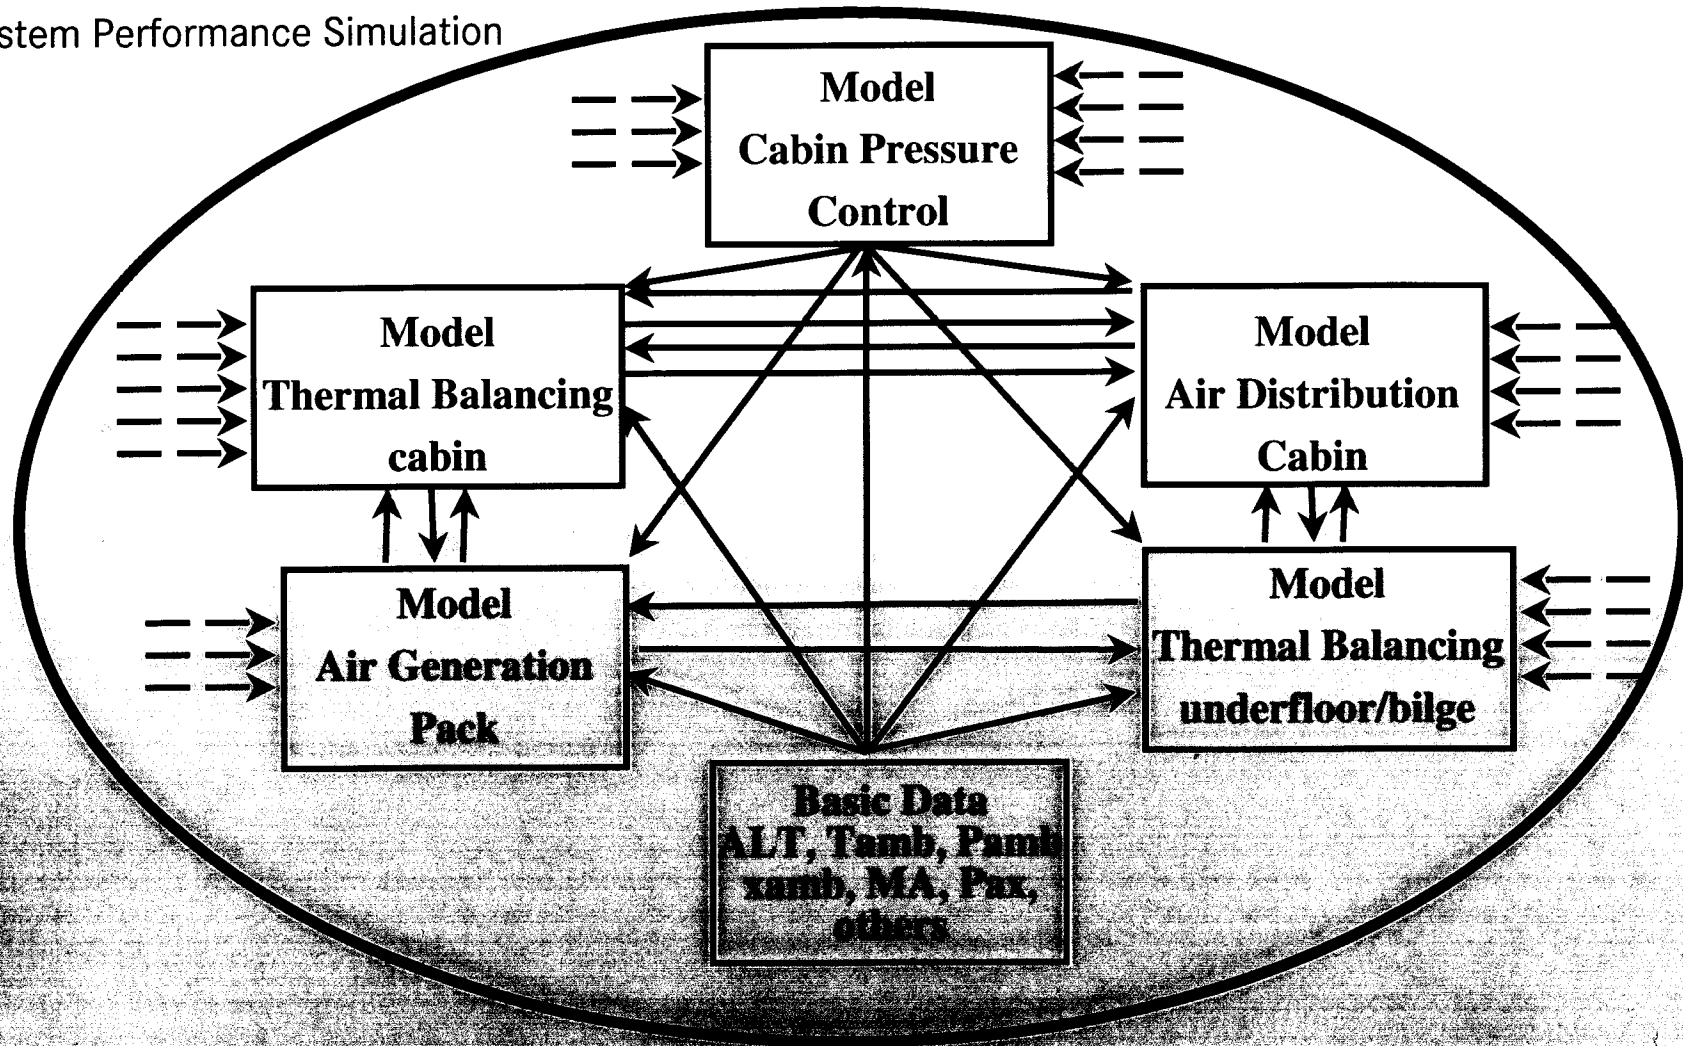 stem Performance Simulation
Model
Cabin Pressure
Control
Model
Thermal Balancing
cabin
Model
Air Distribution
Cabin
Model
Air Generation
Pack
Model
Thermal Balancing
underfloor/bilge
Basic Data
ALT, Tamb, Pamb
xamb, MA, Pax,
others